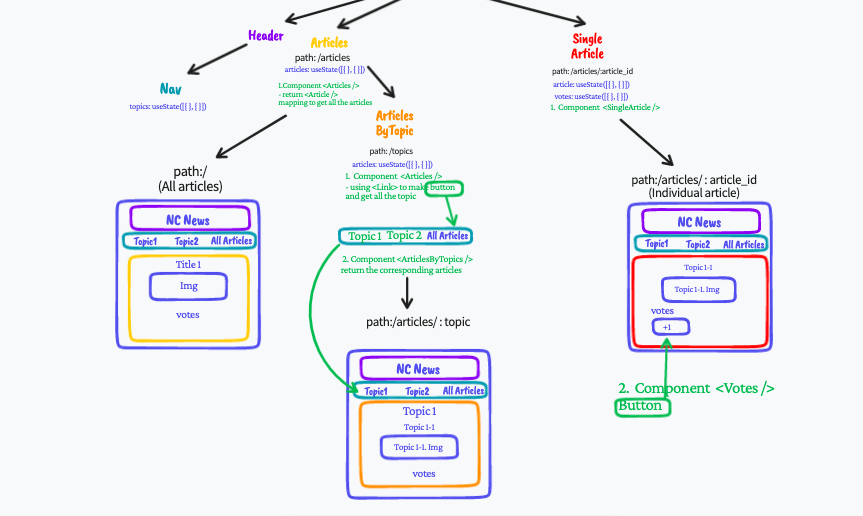 Header
Articles
path: /articles
articles: useState([{ }, { }])
1.Component <Articles />
- return <Article />
mapping to get all the articles
Single
Article
path: /articles/:article_id
article: useState([{ }, { }])
votes: useState([{ }, { }])
1. Component <SingleArticle />
Nav
topics: useState([{ }, { }])
Articles
ByTopic
path: /topics
articles: useState([{ }, { }])
1. Component <Articles />
- using <Link> to make button
and get all the topic
Topic 1 Topic 2 All Articles
2. Component <ArticlesByTopics />
return the corresponding articles
path:/
(All articles)
NC News
Topic1 Topic2 All Articles
Title 1
Img
votes
path:/articles/ : topic
NC News
Topic1 Topic2 All Articles
Topic 1
Topic 1-1
Topic 1-1. Img
votes
path:/articles/ : article_id
(Individual article)
NC News
Topic1 Topic2 All Articles
Topic 1-1
Topic 1-1. Img
votes
+1
2. Component <Votes />
Button